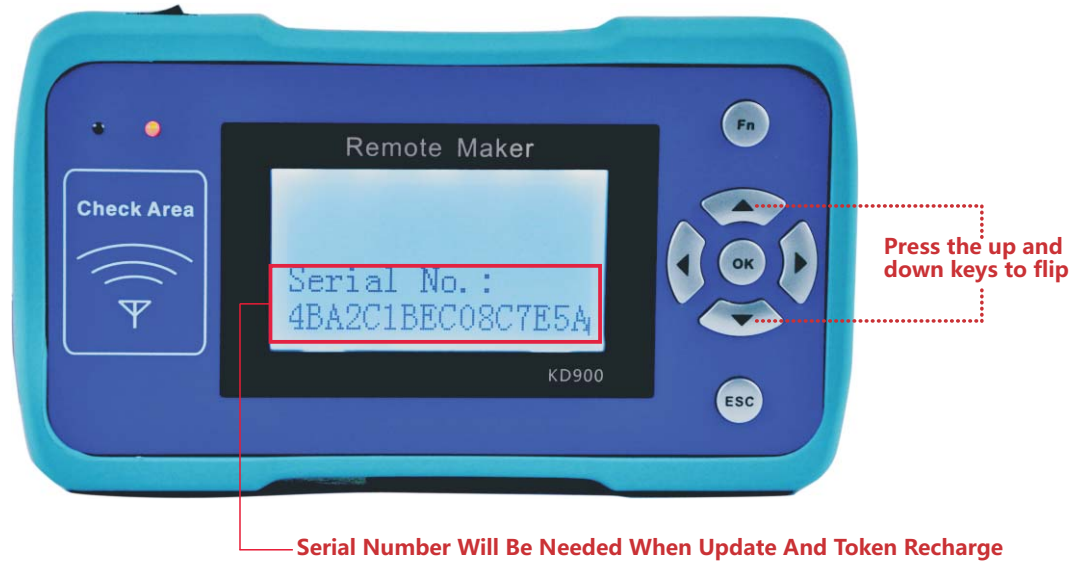 Fn
Remote Maker
Check Area
Press the up and
down keys to flip
OK
Serial No.:
4BA2C1BEC08C7E5A
KD900
ESC
Serial Number Will Be Needed When Update And Token Recharge